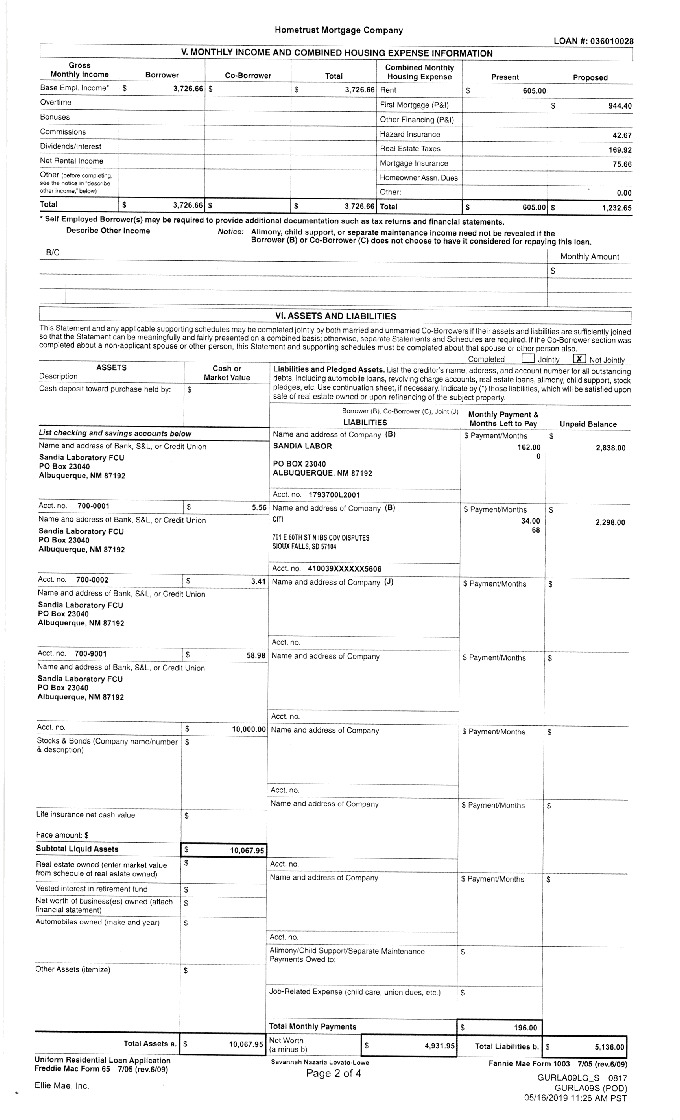 Hometrust Mortgage Company
LOAN #: 036010028
V. MONTHLY INCOME AND COMBINED HOUSING EXPENSE INFORMATION
Gross Monthly Income Borrower Co-Borrower Total Combined Monthly Housing Expense Present Proposed
Base Empl. Income* $ 3,726.66 $ $ 3,726.66 Rent $ 605.00
Overtime First Mortgage (P&I) $ 944.40
Bonuses Other Financing (P&I)
Commissions Hazard Insurance 42.67
Dividends/Interest Real Estate Taxes 169.92
Net Rental Income Mortgage Insurance 75.66
Other (before completing, see the notice in "describe other income," below) Homeowner Assn. Dues
Other: 0.00
Total $ 3,726.66 $ $ 3,726.66 Total $ 605.00 $ 1,232.65
* Self Employed Borrower(s) may be required to provide additional documentation such as tax returns and financial statements.
Describe Other Income Notice: Alimony, child support, or separate maintenance income need not be revealed if the
Borrower (B) or Co-Borrower (C) does not choose to have it considered for repaying this loan.
B/C Monthly Amount
$
VI. ASSETS AND LIABILITIES
This Statement and any applicable supporting schedules may be completed jointly by both married and unmarried Co-Borrowers if their assets and liabilities are sufficiently joined
so that the Statement can be meaningfully and fairly presented on a combined basis; otherwise, separate Statements and Schedules are required. If the Co-Borrower section was
completed about a non-applicant spouse or other person, this Statement and supporting schedules must be completed about that spouse or other person also.
Completed Jointly X Not Jointly
ASSETS Cash or Market Value
Description
Cash deposit toward purchase held by: $
Liabilities and Pledged Assets. List the creditor's name, address, and account number for all outstanding
debts, including automobile loans, revolving charge accounts, real estate loans, alimony, child support, stock
pledges, etc. Use continuation sheet, if necessary. Indicate by (*) those liabilities, which will be satisfied upon
sale of real estate owned or upon refinancing of the subject property.
Borrower (B), Co-Borrower (C), Joint (J)
LIABILITIES Monthly Payment & Months Left to Pay Unpaid Balance
List checking and savings accounts below
Name and address of Bank, S&L, or Credit Union
Sandia Laboratory FCU
PO Box 23040
Albuquerque, NM 87192
Name and address of Company (B) $ Payment/Months $
SANDIA LABOR 162.00 2,838.00
0
PO BOX 23040
ALBUQUERQUE, NM 87192
Acct. no. 1793700L2001
Acct. no. 700-0001 $ 5.56
Name and address of Bank, S&L, or Credit Union
Sandia Laboratory FCU
PO Box 23040
Albuquerque, NM 87192
Name and address of Company (B) $ Payment/Months $
CITI 34.00 2,298.00
68
701 E 60TH ST N IBS CDV DISPUTES
SIOUX FALLS, SD 57104
Acct. no. 410039XXXXXX5606
Acct. no. 700-0002 $ 3.41
Name and address of Bank, S&L, or Credit Union
Sandia Laboratory FCU
PO Box 23040
Albuquerque, NM 87192
Name and address of Company (J) $ Payment/Months $
Acct. no.
Acct. no. 700-9001 $ 58.98
Name and address of Bank, S&L, or Credit Union
Sandia Laboratory FCU
PO Box 23040
Albuquerque, NM 87192
Name and address of Company $ Payment/Months $
Acct. no.
Acct. no. $ 10,000.00
Stocks & Bonds (Company name/number & description) $
Name and address of Company $ Payment/Months $
Acct. no.
Name and address of Company $ Payment/Months $
Life insurance net cash value $
Face amount: $
Subtotal Liquid Assets $ 10,067.95
Real estate owned (enter market value from schedule of real estate owned) $
Acct. no.
Name and address of Company $ Payment/Months $
Vested interest in retirement fund $
Net worth of business(es) owned (attach financial statement) $
Automobiles owned (make and year) $
Acct. no.
Alimony/Child Support/Separate Maintenance Payments Owed to: $
Other Assets (itemize) $
Job-Related Expense (child care, union dues, etc.) $
Total Monthly Payments $ 196.00
Total Assets a. $ 10,067.95 Net Worth (a minus b) $ 4,931.95 Total Liabilities b. $ 5,136.00
Uniform Residential Loan Application Savannah Nazaria Lovato-Lowe Fannie Mae Form 1003 7/05 (rev.6/09)
Freddie Mac Form 65 7/05 (rev.6/09) Page 2 of 4
Ellie Mae, Inc. GURLA09LG_S 0817
GURLA09S (POD)
05/16/2019 11:26 AM PST